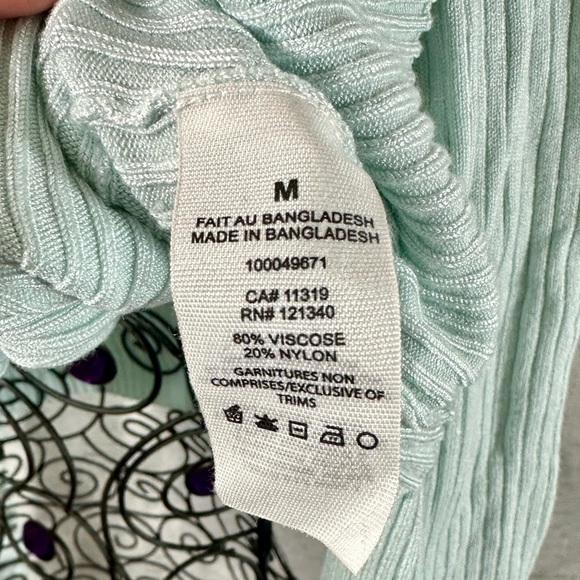 M
FAIT AU BANGLADESH
MADE IN BANGLADESH
100049671
CA# 11319
RN# 121340
80% VISCOSE
20% NYLON
GARNITURES NON
COMPRISES/EXCLUSIVE OF
TRIMS